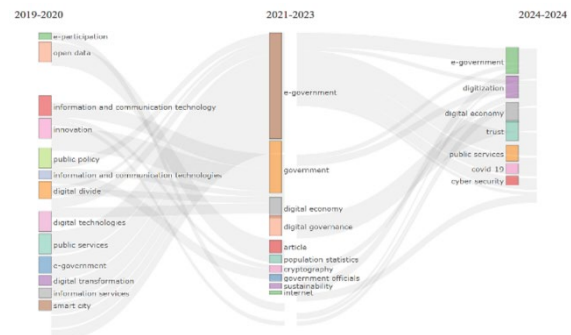 2019-2020
2021-2023
2024-2024
e-participation
open data
information and communication technology
innovation
public policy
information and communication technologies
digital divide
digital technologies
public services
e-government
digital transformation
information services
smart city
e-government
government
digital economy
digital governance
article
population statistics
cryptography
government officials
sustainability
internet
e-government
digitization
digital economy
trust
public services
covid-19
cyber security